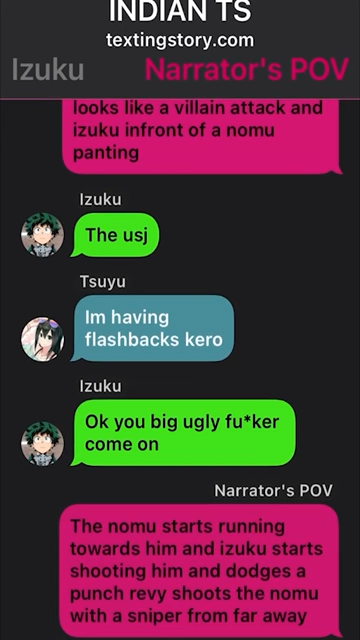 INDIAN TS
textingstory.com
Izuku
Narrator's POV
looks like a villain attack and
izuku infront of a nomu
panting
Izuku
The usj
Tsuyu
Im having
flashbacks kero
Izuku
Ok you big ugly fu*ker
come on
Narrator's POV
The nomu starts running
towards him and izuku starts
shooting him and dodges a
punch revy shoots the nomu
with a sniper from far away